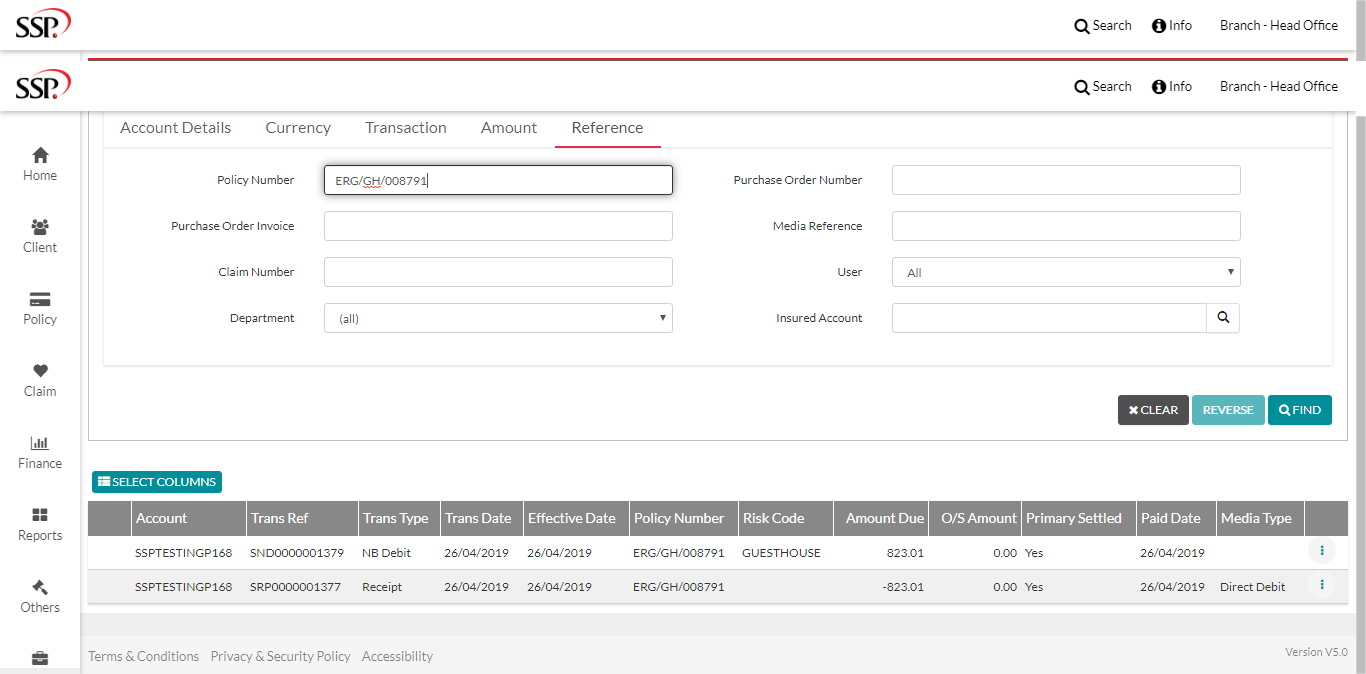 SSP. Search Info Branch - Head Office
SSP. Search Info Branch - Head Office
Account Details Currency Transaction Amount Reference
Home
Client
Policy
Claim
Finance
Reports
Others
Policy Number ERG/GH/008791 Purchase Order Number
Purchase Order Invoice Media Reference
Claim Number User All
Department (all) Insured Account
CLEAR REVERSE FIND
SELECT COLUMNS
Account Trans Ref Trans Type Trans Date Effective Date Policy Number Risk Code Amount Due O/S Amount Primary Settled Paid Date Media Type
SSPTESTINGP168 SND0000001379 NB Debit 26/04/2019 26/04/2019 ERG/GH/008791 GUESTHOUSE 823.01 0.00 Yes 26/04/2019
SSPTESTINGP168 SRP0000001377 Receipt 26/04/2019 26/04/2019 ERG/GH/008791 -823.01 0.00 Yes 26/04/2019 Direct Debit
Terms & Conditions Privacy & Security Policy Accessibility Version V5.0